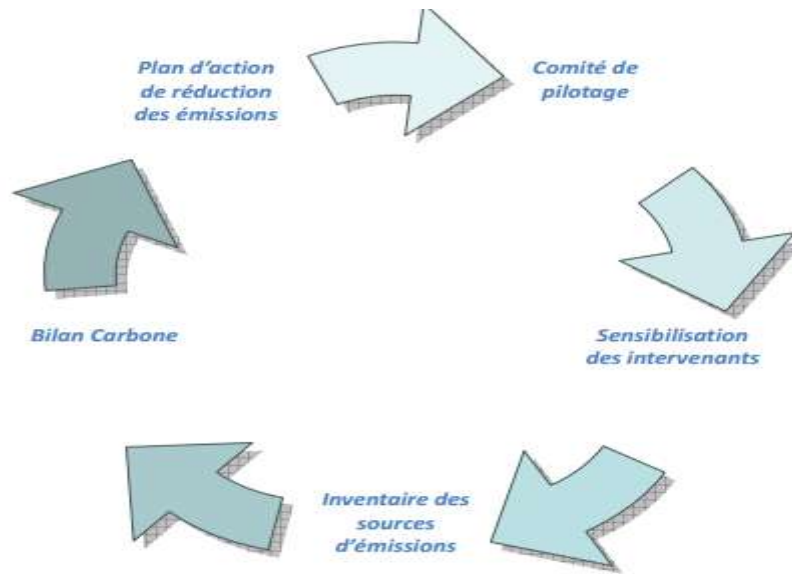 Plan d'action
de réduction
des émissions
Comité de
pilotage
Sensibilisation
des intervenants
Inventaire des
sources
d'émissions
Bilan Carbone